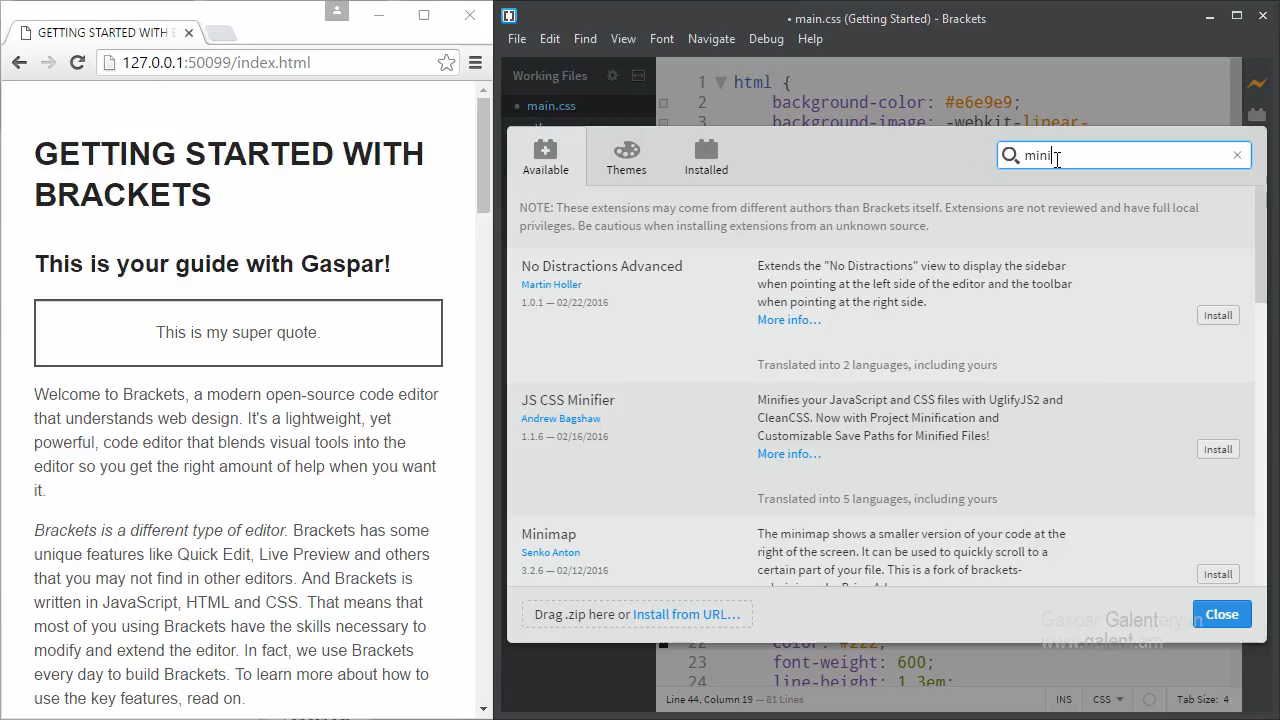 GETTING STARTED WITH
127.0.0.1:50099/index.html
GETTING STARTED WITH
BRACKETS
This is your guide with Gaspar!
This is my super quote.
Welcome to Brackets, a modern open-source code editor
that understands web design. It's a lightweight, yet
powerful, code editor that blends visual tools into the
editor so you get the right amount of help when you want
it.
Brackets is a different type of editor. Brackets has some
unique features like Quick Edit, Live Preview and others
that you may not find in other editors. And Brackets is
written in JavaScript, HTML and CSS. That means that
most of you using Brackets have the skills necessary to
modify and extend the editor. In fact, we use Brackets
every day to build Brackets. To learn more about how to
use the key features, read on.
• main.css (Getting Started) - Brackets
File Edit Find View Font Navigate Debug Help
Working Files
• main.css
1 html {
2 background-color: #e6e9e9;
3 background-image: -webkit-linear-
Available
Themes
Installed
mini
NOTE: These extensions may come from different authors than Brackets itself. Extensions are not reviewed and have full local
privileges. Be cautious when installing extensions from an unknown source.
No Distractions Advanced
Martin Holler
1.0.1 — 02/22/2016
Extends the "No Distractions" view to display the sidebar
when pointing at the left side of the editor and the toolbar
when pointing at the right side.
More info…
Install
Translated into 2 languages, including yours
JS CSS Minifier
Andrew Bagshaw
1.1.6 — 02/16/2016
Minifies your JavaScript and CSS files with UglifyJS2 and
CleanCSS. Now with Project Minification and
Customizable Save Paths for Minified Files!
More info…
Install
Translated into 5 languages, including yours
Minimap
Senko Anton
3.2.6 — 02/12/2016
The minimap shows a smaller version of your code at the
right of the screen. It can be used to quickly scroll to a
certain part of your file. This is a fork of brackets-
Install
Drag .zip here or Install from URL…
Close
Gaspar Galentery
www.galent.am
22 color: #222;
23 font-weight: 600;
24 line-height: 1.3em;
Line 44, Column 19 — 81 Lines
INS
CSS
Tab Size: 4